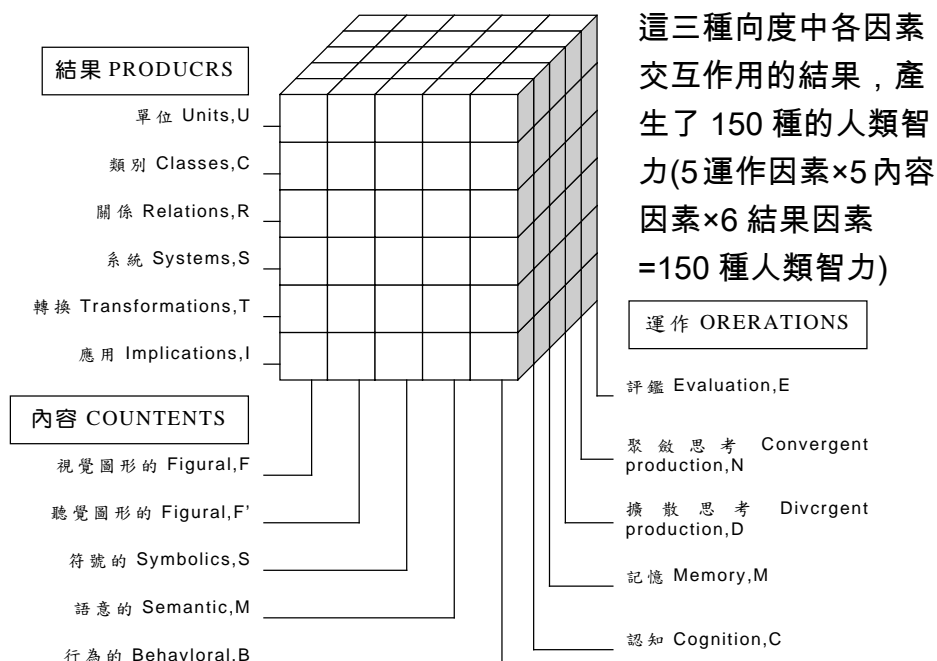 這三種向度中各因素
交互作用的結果，產
生了 150 種的人類智
力(5運作因素×5內容
因素×6 結果因素
=150 種人類智力)
結果 PRODUCRS
單位 Units,U
類別 Classes,C
關係 Relations,R
系統 Systems,S
轉換 Transformations,T
應用 Implications,I
內容 COUNTENTS
視覺圖形的 Figural,F
聽覺圖形的 Figural,F’
符號的 Symbolics,S
語意的 Semantic,M
行為的 Behavloral,B
運作 ORERATIONS
評鑑 Evaluation,E
聚斂思考 Convergent
production,N
擴散思考 Divcrgent
production,D
記憶 Memory,M
認知 Cognition,C